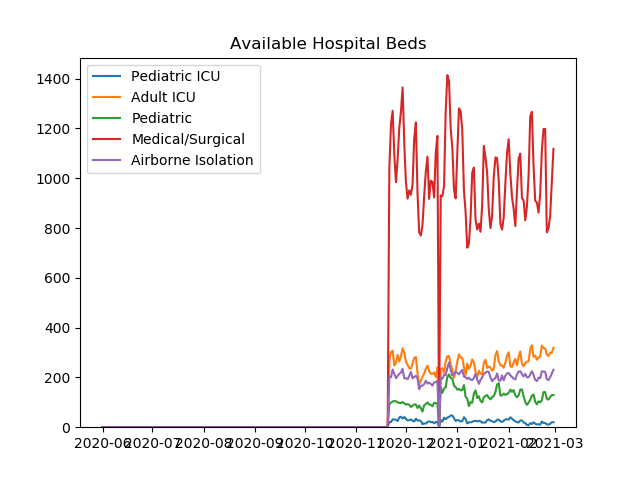 Available Hospital Beds
Pediatric ICU
Adult ICU
Pediatric
Medical/Surgical
Airborne Isolation
1400
1200
1000
800
600
400
200
0
2020-06 2020-07 2020-08 2020-09 2020-10 2020-11 2020-12 2021-01 2021-02 2021-03